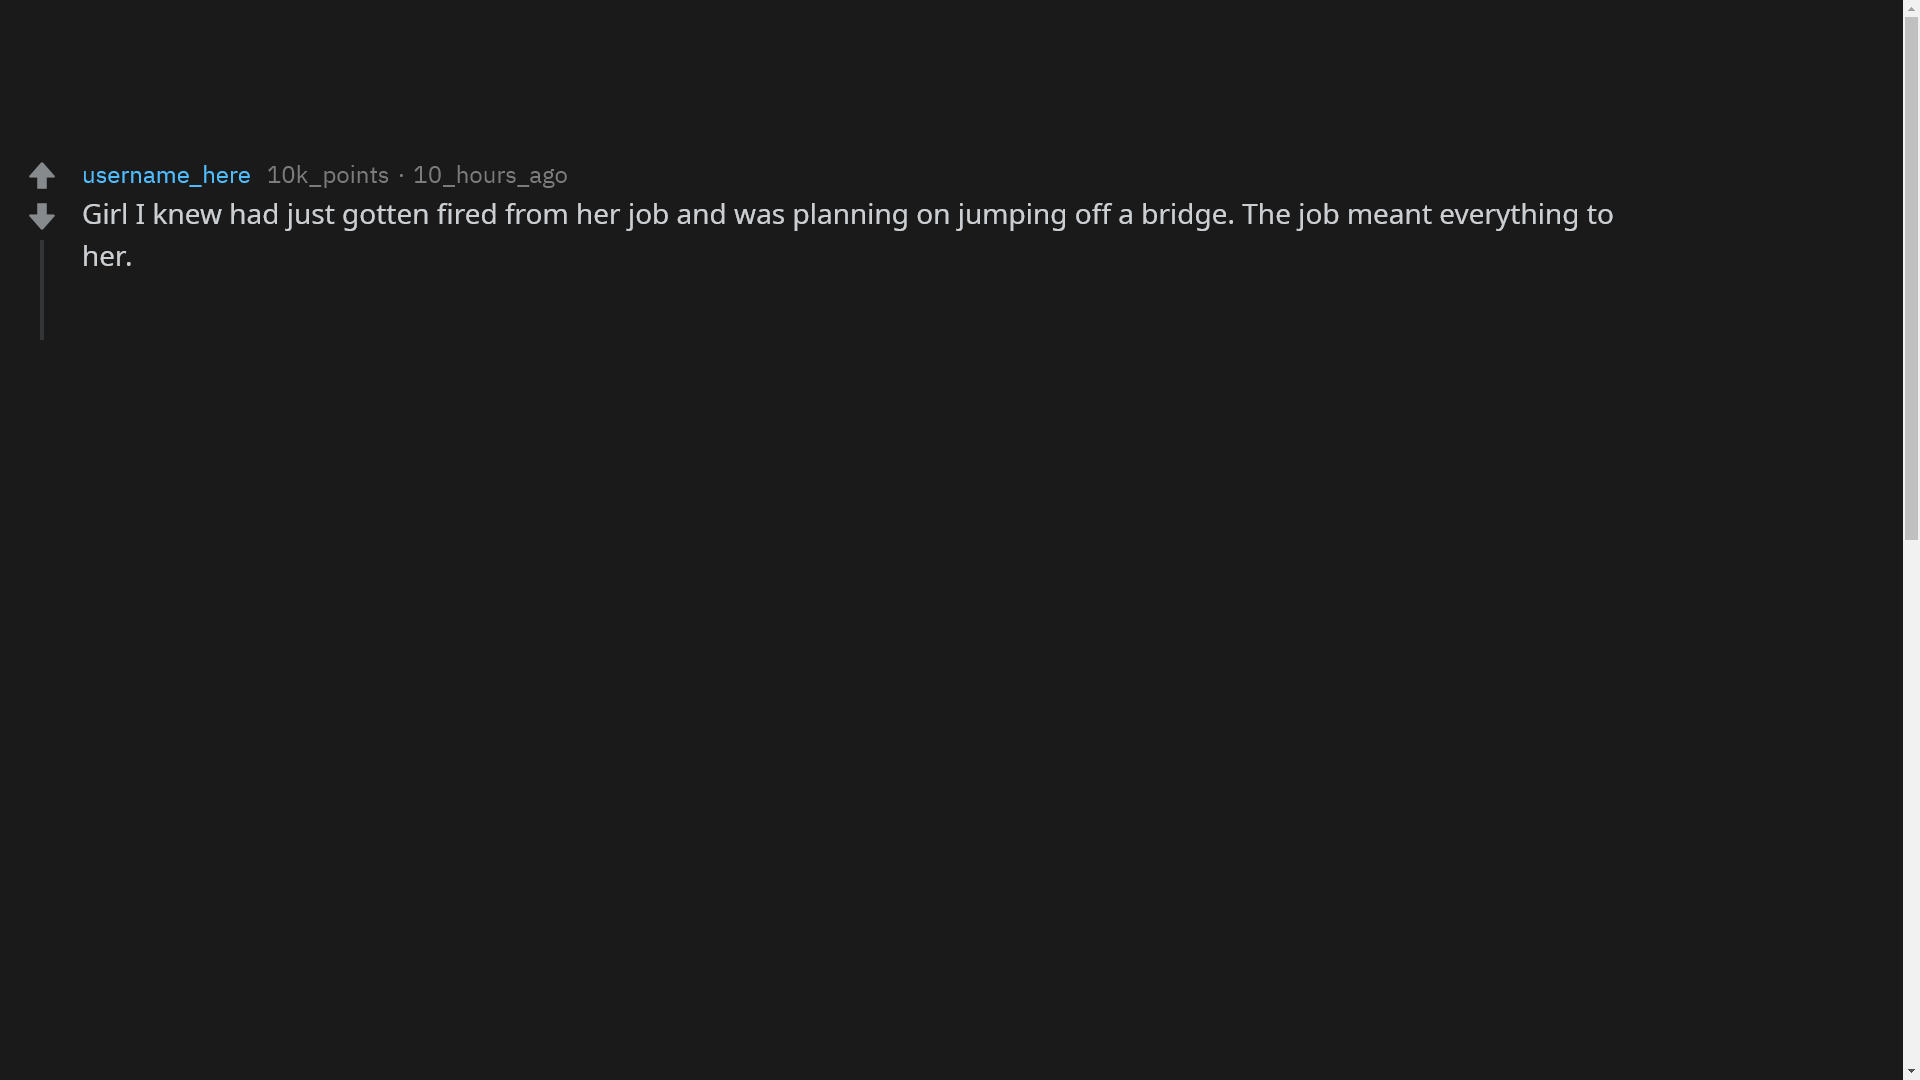 username_here 10k_points · 10_hours_ago
Girl I knew had just gotten fired from her job and was planning on jumping off a bridge. The job meant everything to
her.